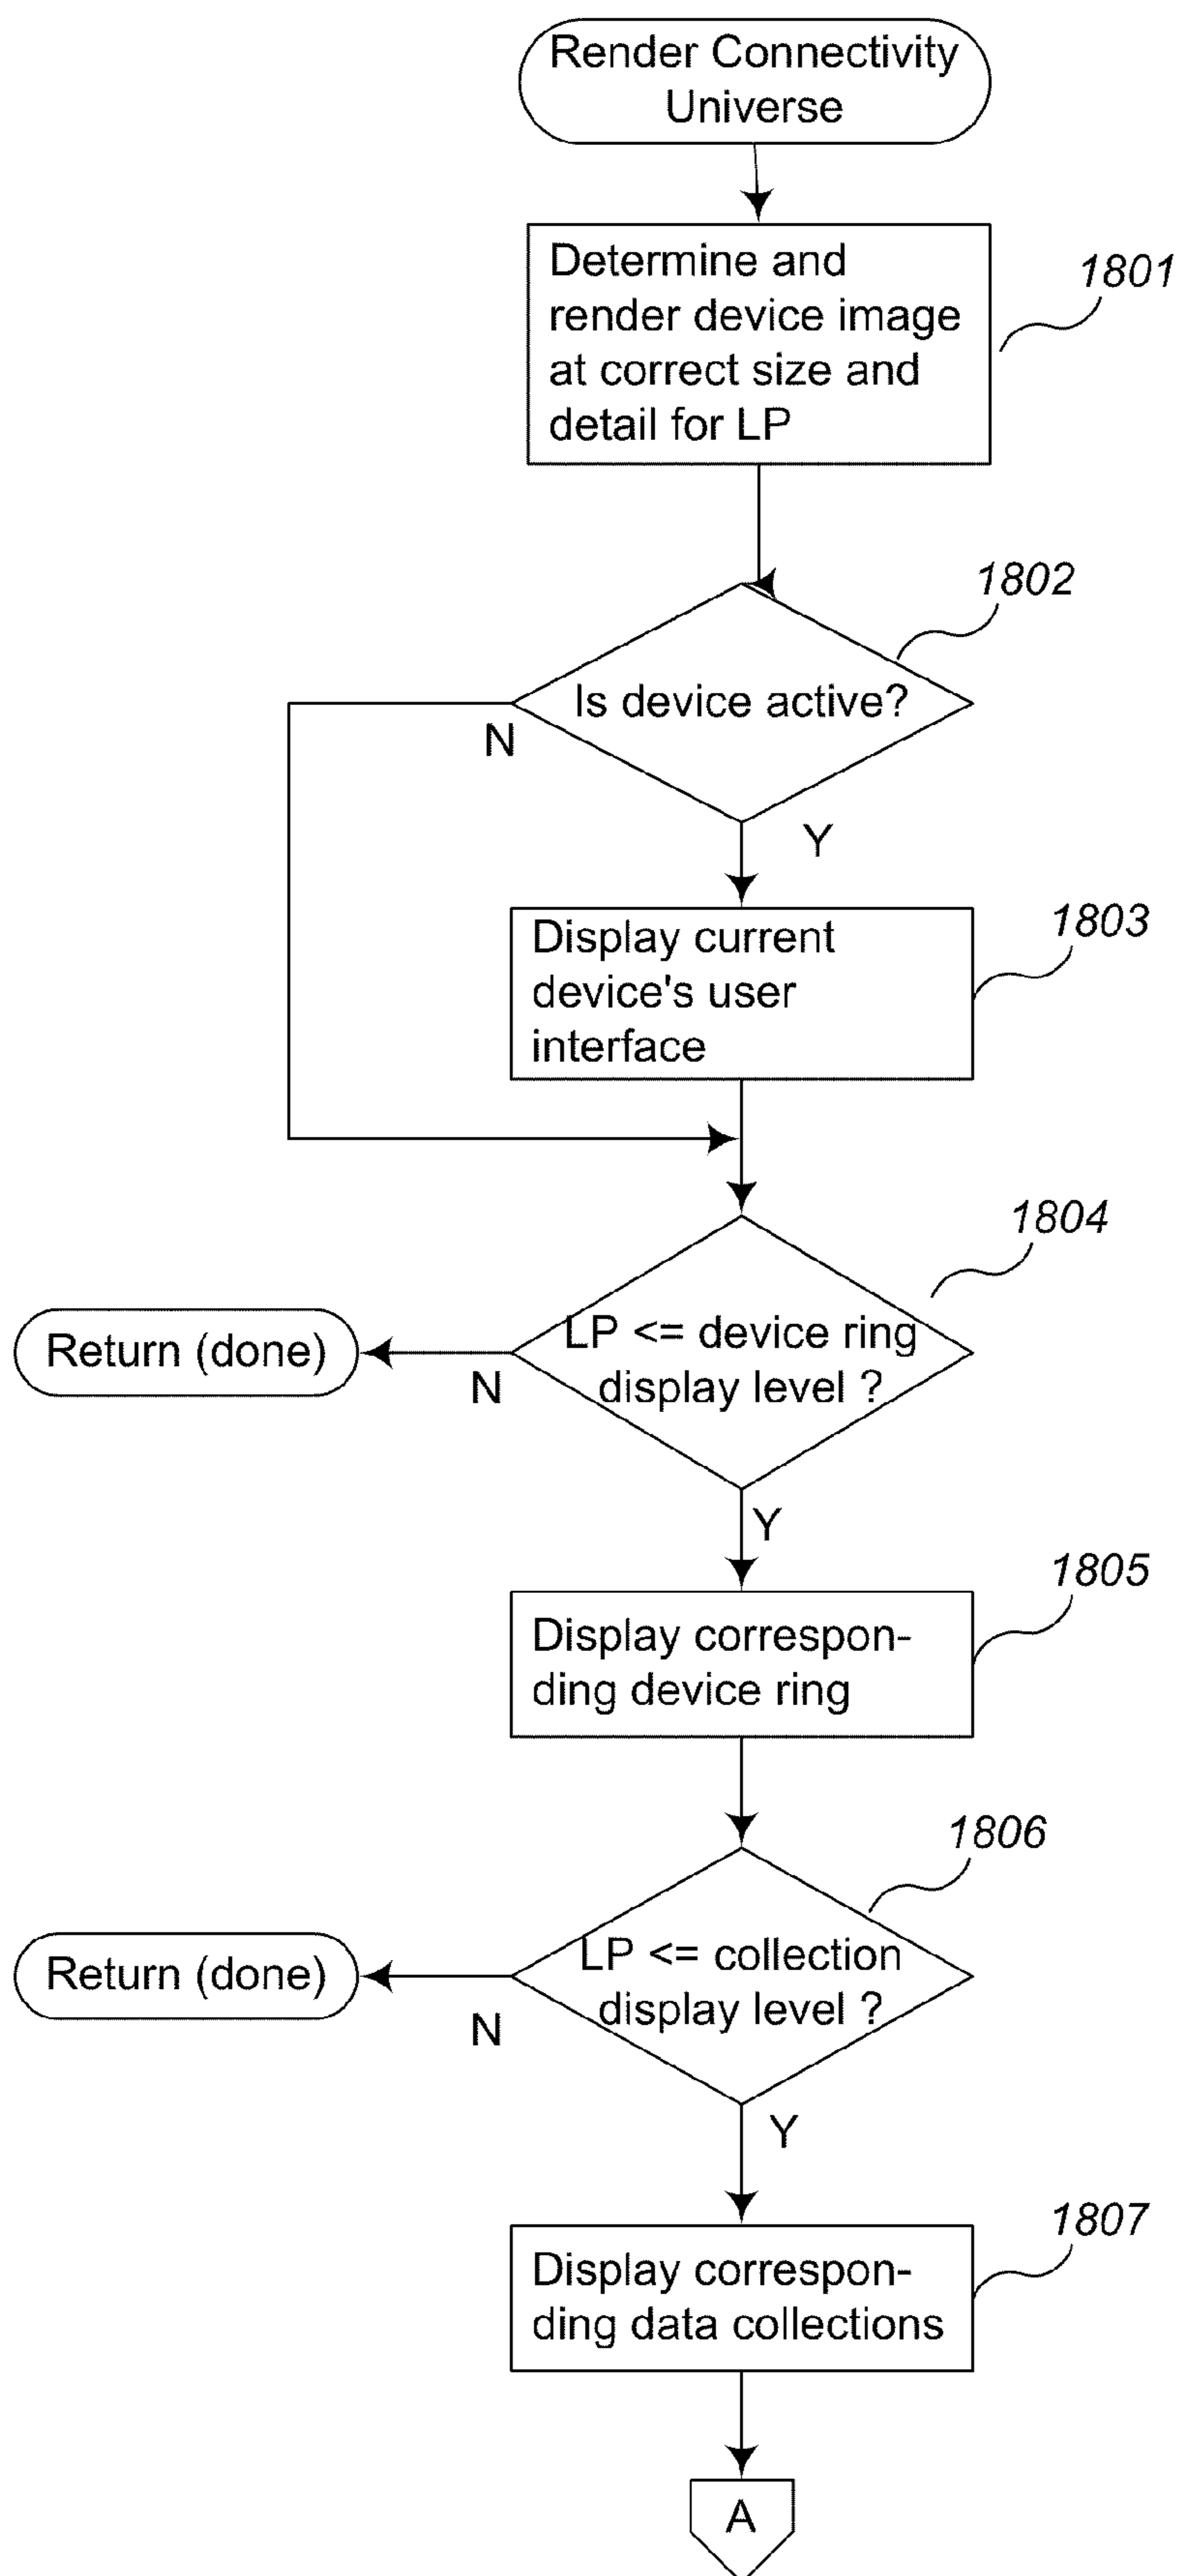 Render Connectivity
Universe
Determine and
render device image
at correct size and
detail for LP
1801
1802
Is device active?
N
Y
Display current
device's user
interface
1803
1804
LP <= device ring
display level ?
Return (done)
N
Y
Display correspon-
ding device ring
1805
1806
LP <= collection
display level ?
Return (done)
N
Y
Display correspon-
ding data collections
1807
A